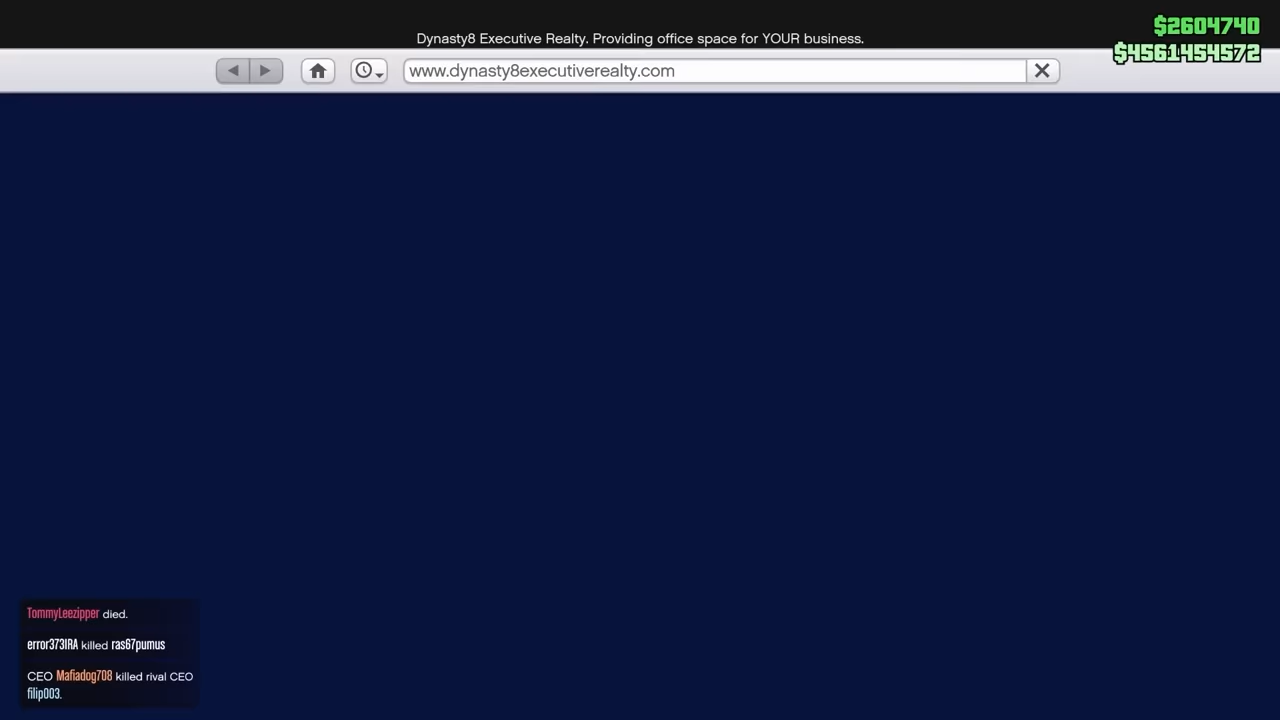 Dynasty8 Executive Realty. Providing office space for YOUR business.
$2604740
$4561454572
www.dynasty8executiverealty.com
TommyLeezipper died.
error373IRA killed ras67pumus
CEO Mafiadog708 killed rival CEO
filip003.